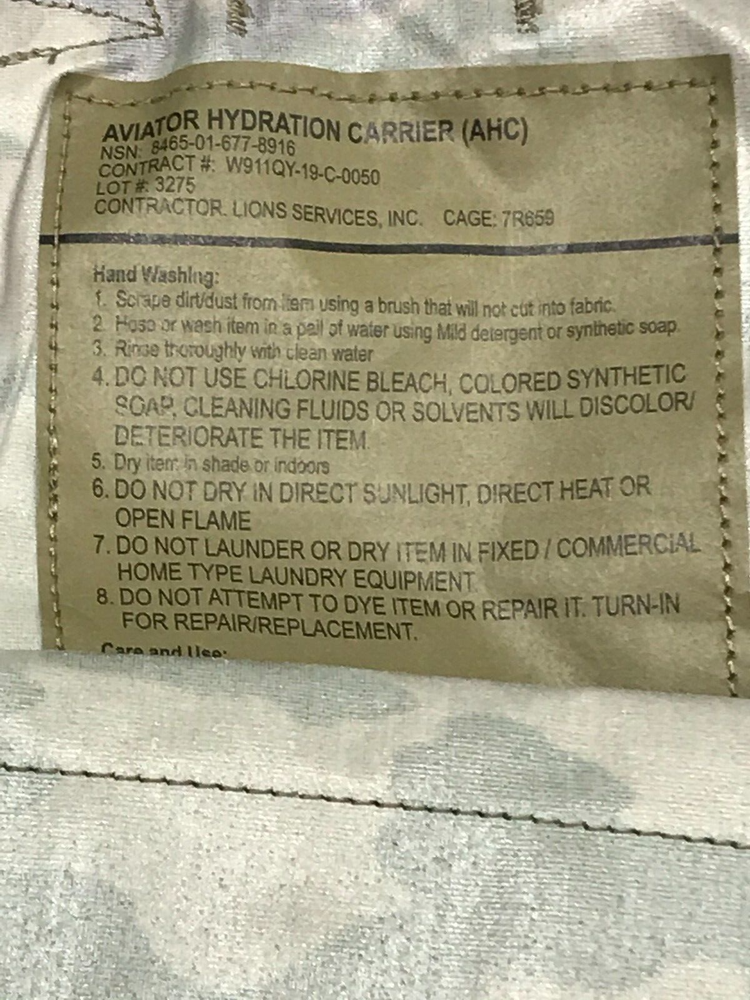 AVIATOR HYDRATION CARRIER (AHC)
NSN: 8465-01-677-8916
CONTRACT #: W911QY-19-C-0050
LOT #: 3275
CONTRACTOR. LIONS SERVICES, INC. CAGE: 7R659
Hand Washing:
1. Scrape dirt/dust from item using a brush that will not cut into fabric.
2. Hose or wash item in a pail of water using Mild detergent or synthetic soap
3. Rinse thoroughly with clean water
4. DO NOT USE CHLORINE BLEACH, COLORED SYNTHETIC
SOAP, CLEANING FLUIDS OR SOLVENTS WILL DISCOLOR/
DETERIORATE THE ITEM
5. Dry item in shade or indoors
6. DO NOT DRY IN DIRECT SUNLIGHT, DIRECT HEAT OR
OPEN FLAME
7. DO NOT LAUNDER OR DRY ITEM IN FIXED / COMMERCIAL
HOME TYPE LAUNDRY EQUIPMENT
8. DO NOT ATTEMPT TO DYE ITEM OR REPAIR IT. TURN-IN
FOR REPAIR/REPLACEMENT.
Care and Use: